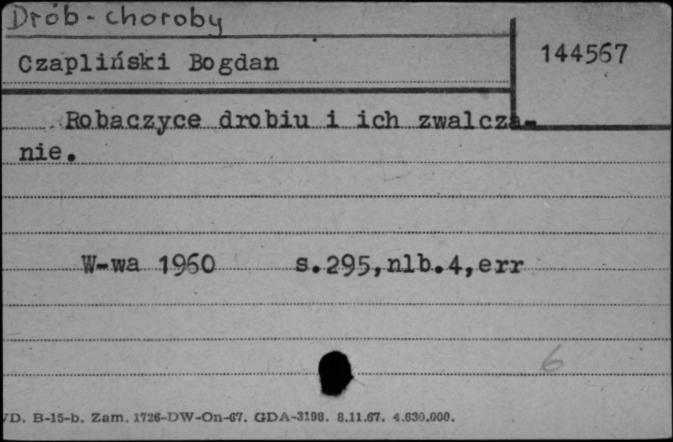 Drób - choroby
Czapliński Bogdan
144567
Robaczyce drobiu i ich zwalcza-
nie.
W-wa 1960 s.295,nlb.4,err
6
VD. B-15-b. Zam. 1726-DW-On-67. GDA-3198. 8.11.67. 4.630.000.